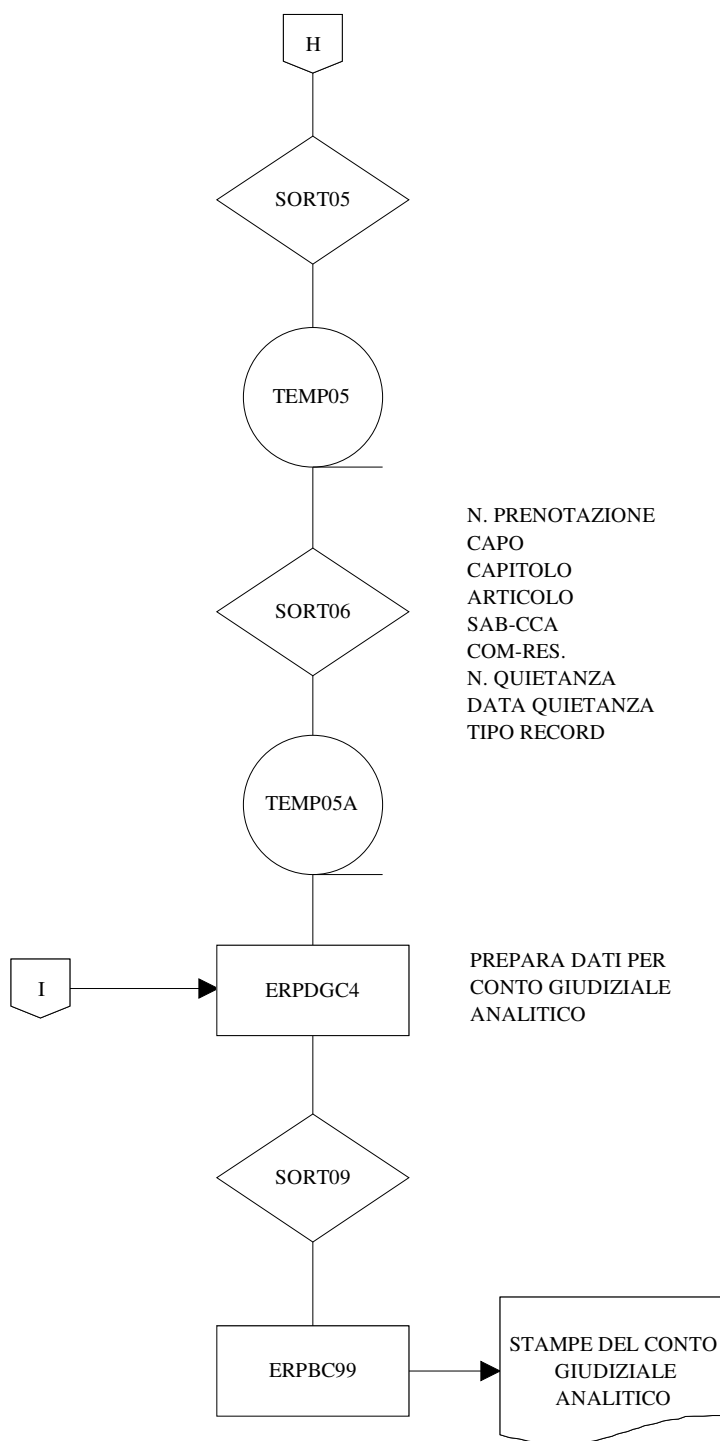 H
SORT05
TEMP05
N. PRENOTAZIONE
CAPO
CAPITOLO
ARTICOLO
SAB-CCA
COM-RES.
N. QUIETANZA
DATA QUIETANZA
TIPO RECORD
SORT06
TEMP05A
I
ERPDGC4
PREPARA DATI PER
CONTO GIUDIZIALE
ANALITICO
SORT09
ERPBC99
STAMPE DEL CONTO
GIUDIZIALE
ANALITICO